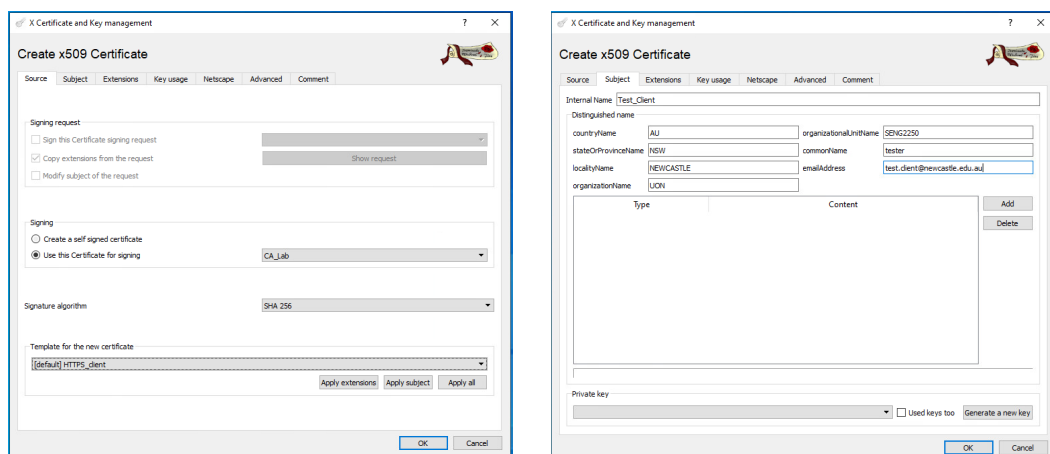 X Certificate and Key management
Create x509 Certificate
Source Subject Extensions Key usage Netscape Advanced Comment
Signing request
Sign this Certificate signing request
Copy extensions from the request Show request
Modify subject of the request
Signing
Create a self signed certificate
Use this Certificate for signing CA_Lab
Signature algorithm SHA 256
Template for the new certificate
[default] HTTPS_client
Apply extensions Apply subject Apply all
OK Cancel
X Certificate and Key management
Create x509 Certificate
Source Subject Extensions Key usage Netscape Advanced Comment
Internal Name Test_Client
Distinguished name
countryName AU organizationalUnitName SENG2250
stateOrProvinceName NSW commonName tester
localityName NEWCASTLE emailAddress test.client@newcastle.edu.au
organizationName UON
Type Content Add
Delete
Private key
Used keys too Generate a new key
OK Cancel